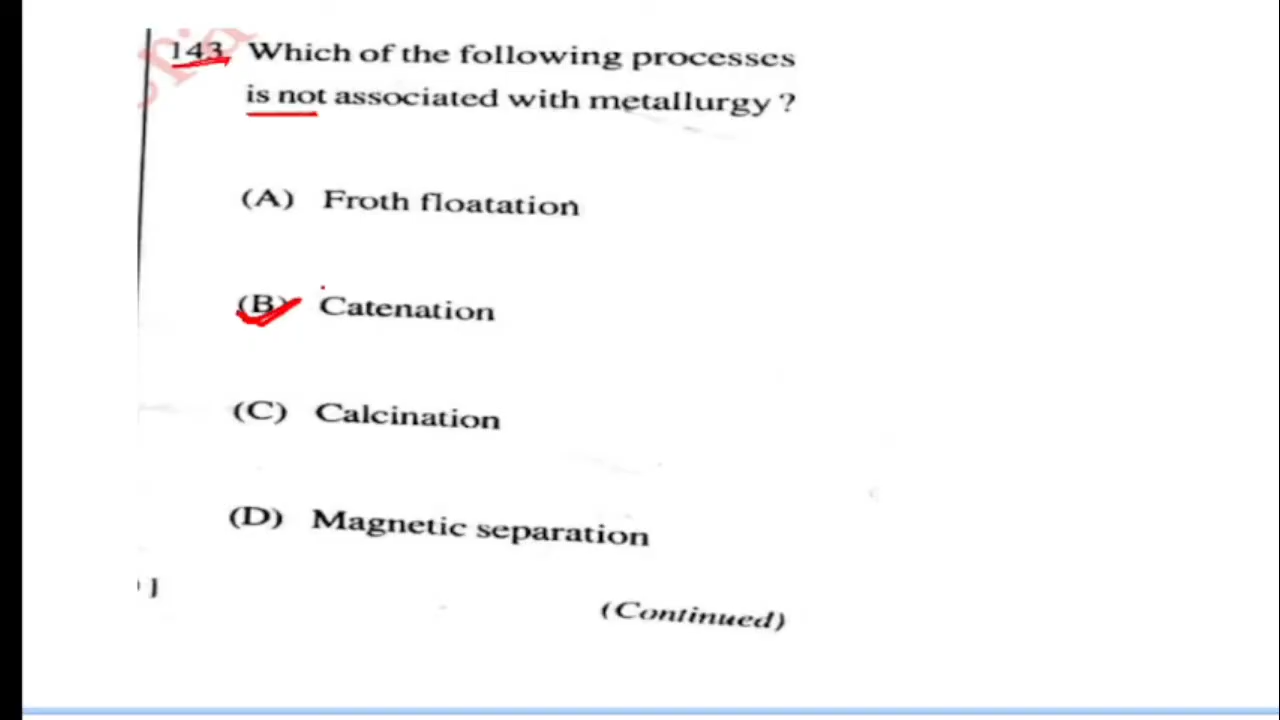 143. Which of the following processes
is not associated with metallurgy ?
(A) Froth floatation
(B) Catenation
(C) Calcination
(D) Magnetic separation
]
(Continued)